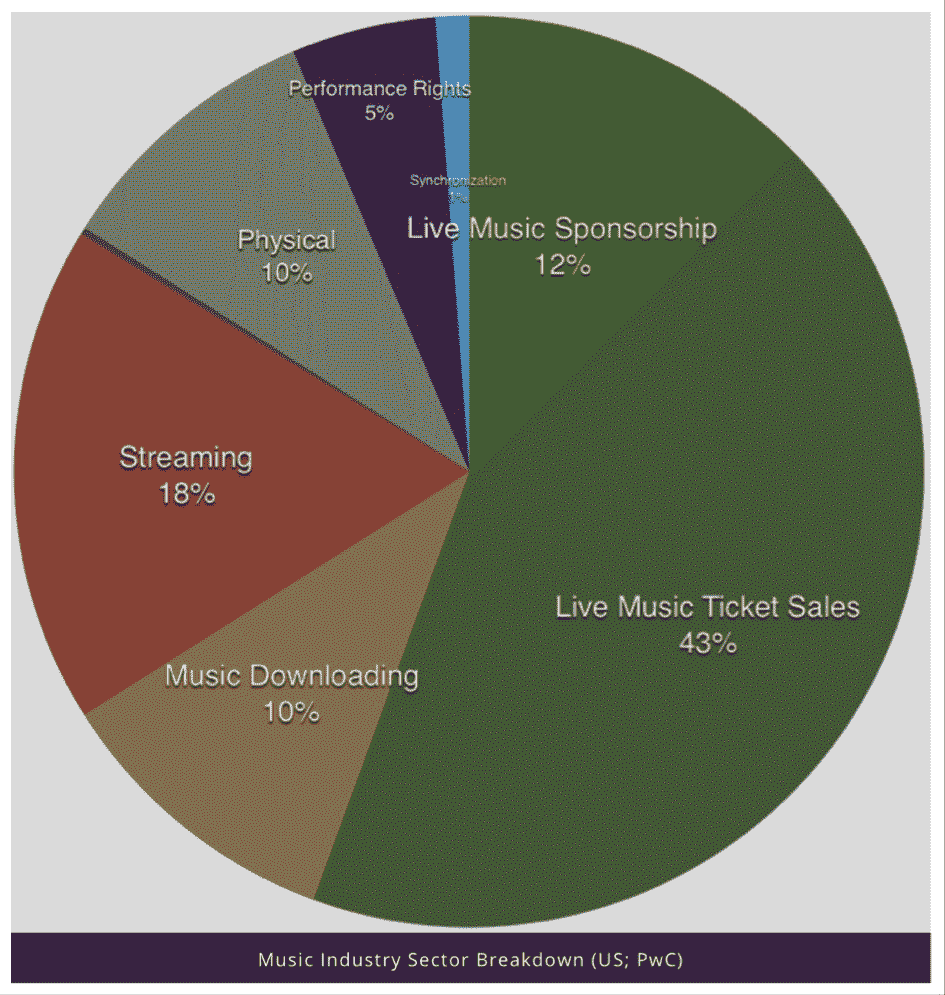 Performance Rights
5%
Synchronization
1%
Live Music Sponsorship
12%
Physical
10%
Streaming
18%
Live Music Ticket Sales
43%
Music Downloading
10%
Music Industry Sector Breakdown (US; PwC)